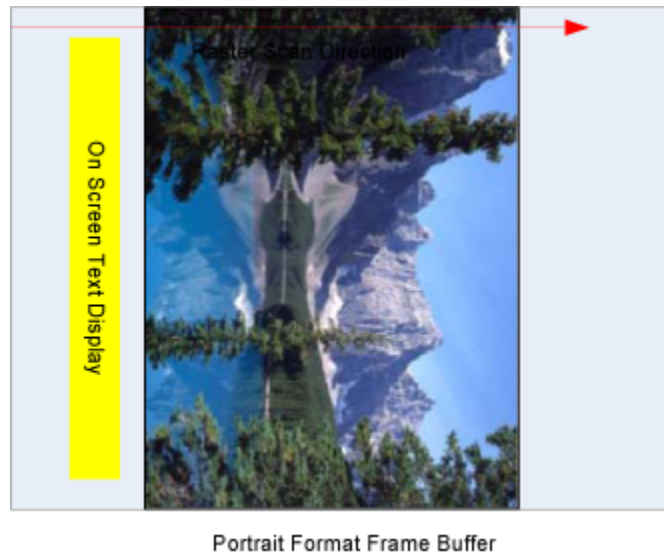 Raster Scan Direction
On Screen Text Display
Portrait Format Frame Buffer